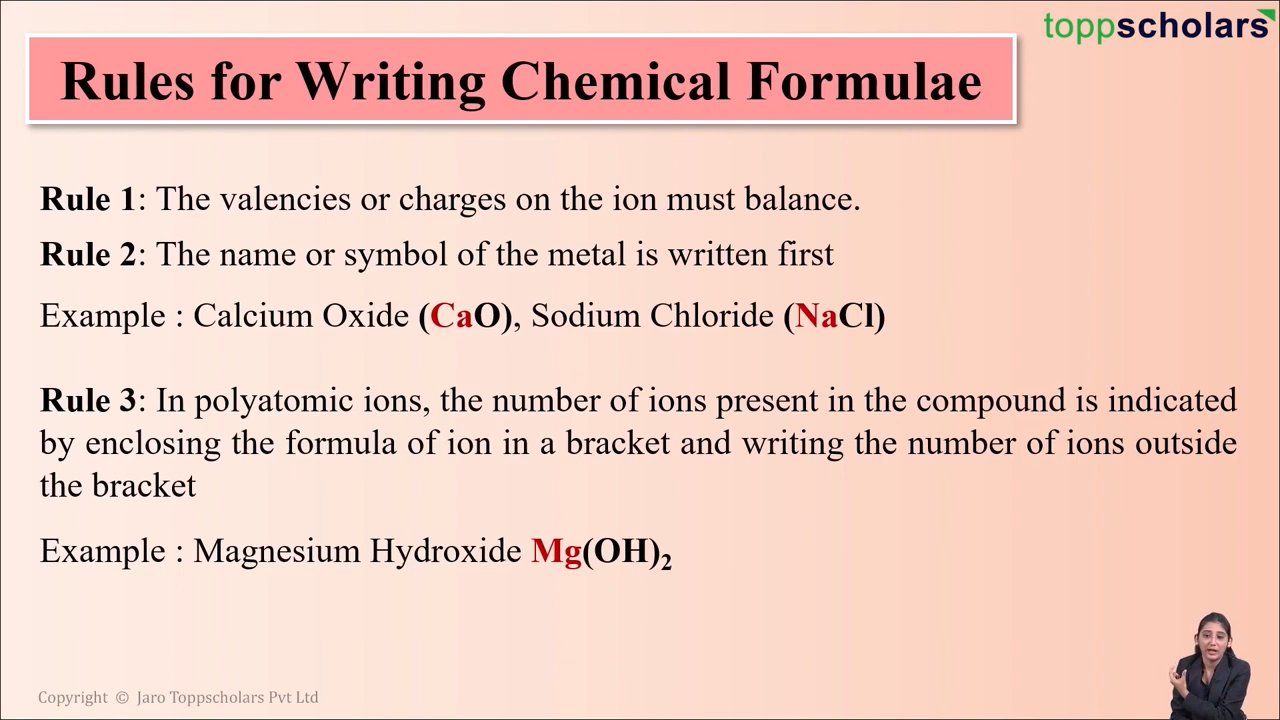 toppscholars
Rules for Writing Chemical Formulae
Rule 1: The valencies or charges on the ion must balance.
Rule 2: The name or symbol of the metal is written first
Example : Calcium Oxide (CaO), Sodium Chloride (NaCl)
Rule 3: In polyatomic ions, the number of ions present in the compound is indicated
by enclosing the formula of ion in a bracket and writing the number of ions outside
the bracket
Example : Magnesium Hydroxide Mg(OH)₂
Copyright © Jaro Toppscholars Pvt Ltd